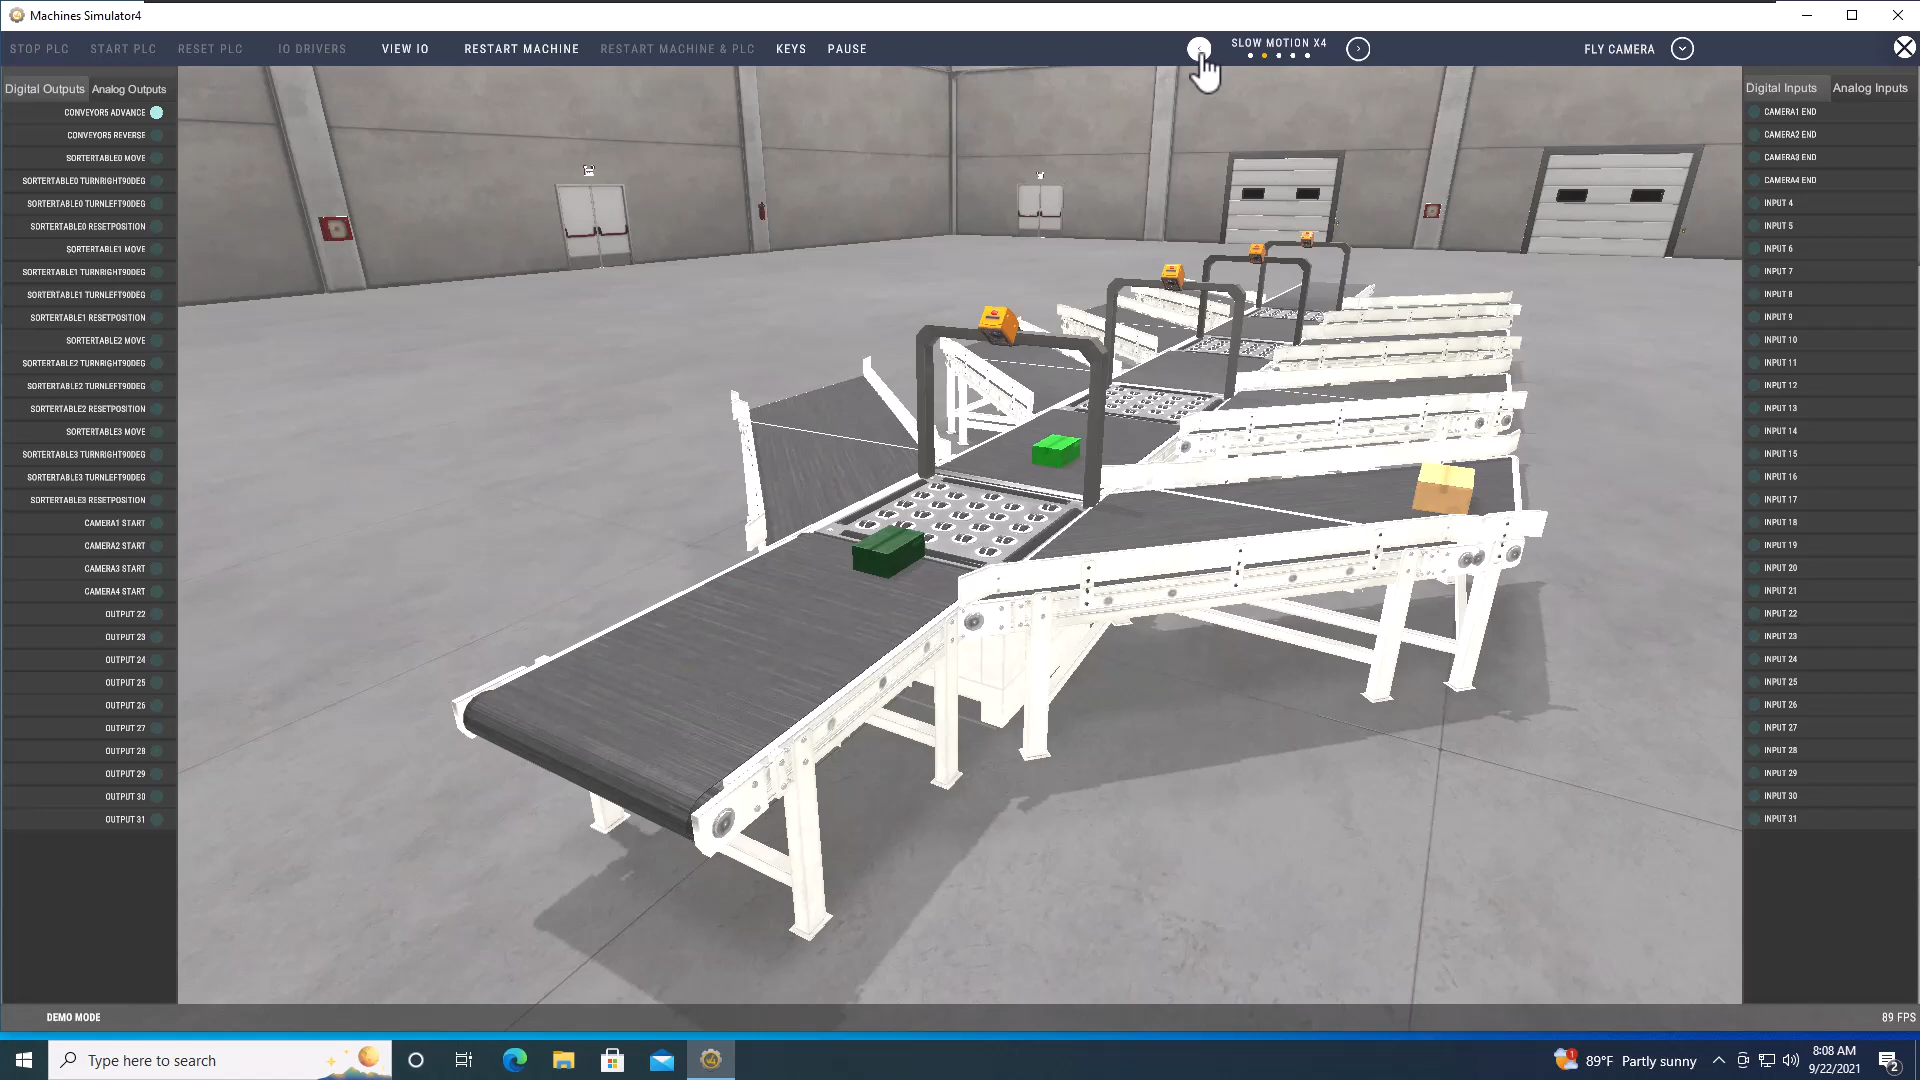 Machines Simulator4
STOP PLC START PLC RESET PLC IO DRIVERS VIEW IO RESTART MACHINE RESTART MACHINE & PLC KEYS PAUSE SLOW MOTION X4 FLY CAMERA
Digital Outputs Analog Outputs
CONVEYOR5 ADVANCE
CONVEYOR5 REVERSE
SORTERTABLE0 MOVE
SORTERTABLE0 TURNRIGHT90DEG
SORTERTABLE0 TURNLEFT90DEG
SORTERTABLE0 RESETPOSITION
SORTERTABLE1 MOVE
SORTERTABLE1 TURNRIGHT90DEG
SORTERTABLE1 TURNLEFT90DEG
SORTERTABLE1 RESETPOSITION
SORTERTABLE2 MOVE
SORTERTABLE2 TURNRIGHT90DEG
SORTERTABLE2 TURNLEFT90DEG
SORTERTABLE2 RESETPOSITION
SORTERTABLE3 MOVE
SORTERTABLE3 TURNRIGHT90DEG
SORTERTABLE3 TURNLEFT90DEG
SORTERTABLE3 RESETPOSITION
CAMERA1 START
CAMERA2 START
CAMERA3 START
CAMERA4 START
OUTPUT 22
OUTPUT 23
OUTPUT 24
OUTPUT 25
OUTPUT 26
OUTPUT 27
OUTPUT 28
OUTPUT 29
OUTPUT 30
OUTPUT 31
Digital Inputs Analog Inputs
CAMERA1 END
CAMERA2 END
CAMERA3 END
CAMERA4 END
INPUT 4
INPUT 5
INPUT 6
INPUT 7
INPUT 8
INPUT 9
INPUT 10
INPUT 11
INPUT 12
INPUT 13
INPUT 14
INPUT 15
INPUT 16
INPUT 17
INPUT 18
INPUT 19
INPUT 20
INPUT 21
INPUT 22
INPUT 23
INPUT 24
INPUT 25
INPUT 26
INPUT 27
INPUT 28
INPUT 29
INPUT 30
INPUT 31
DEMO MODE
89 FPS
Type here to search
1
89°F Partly sunny
8:08 AM
9/22/2021
2